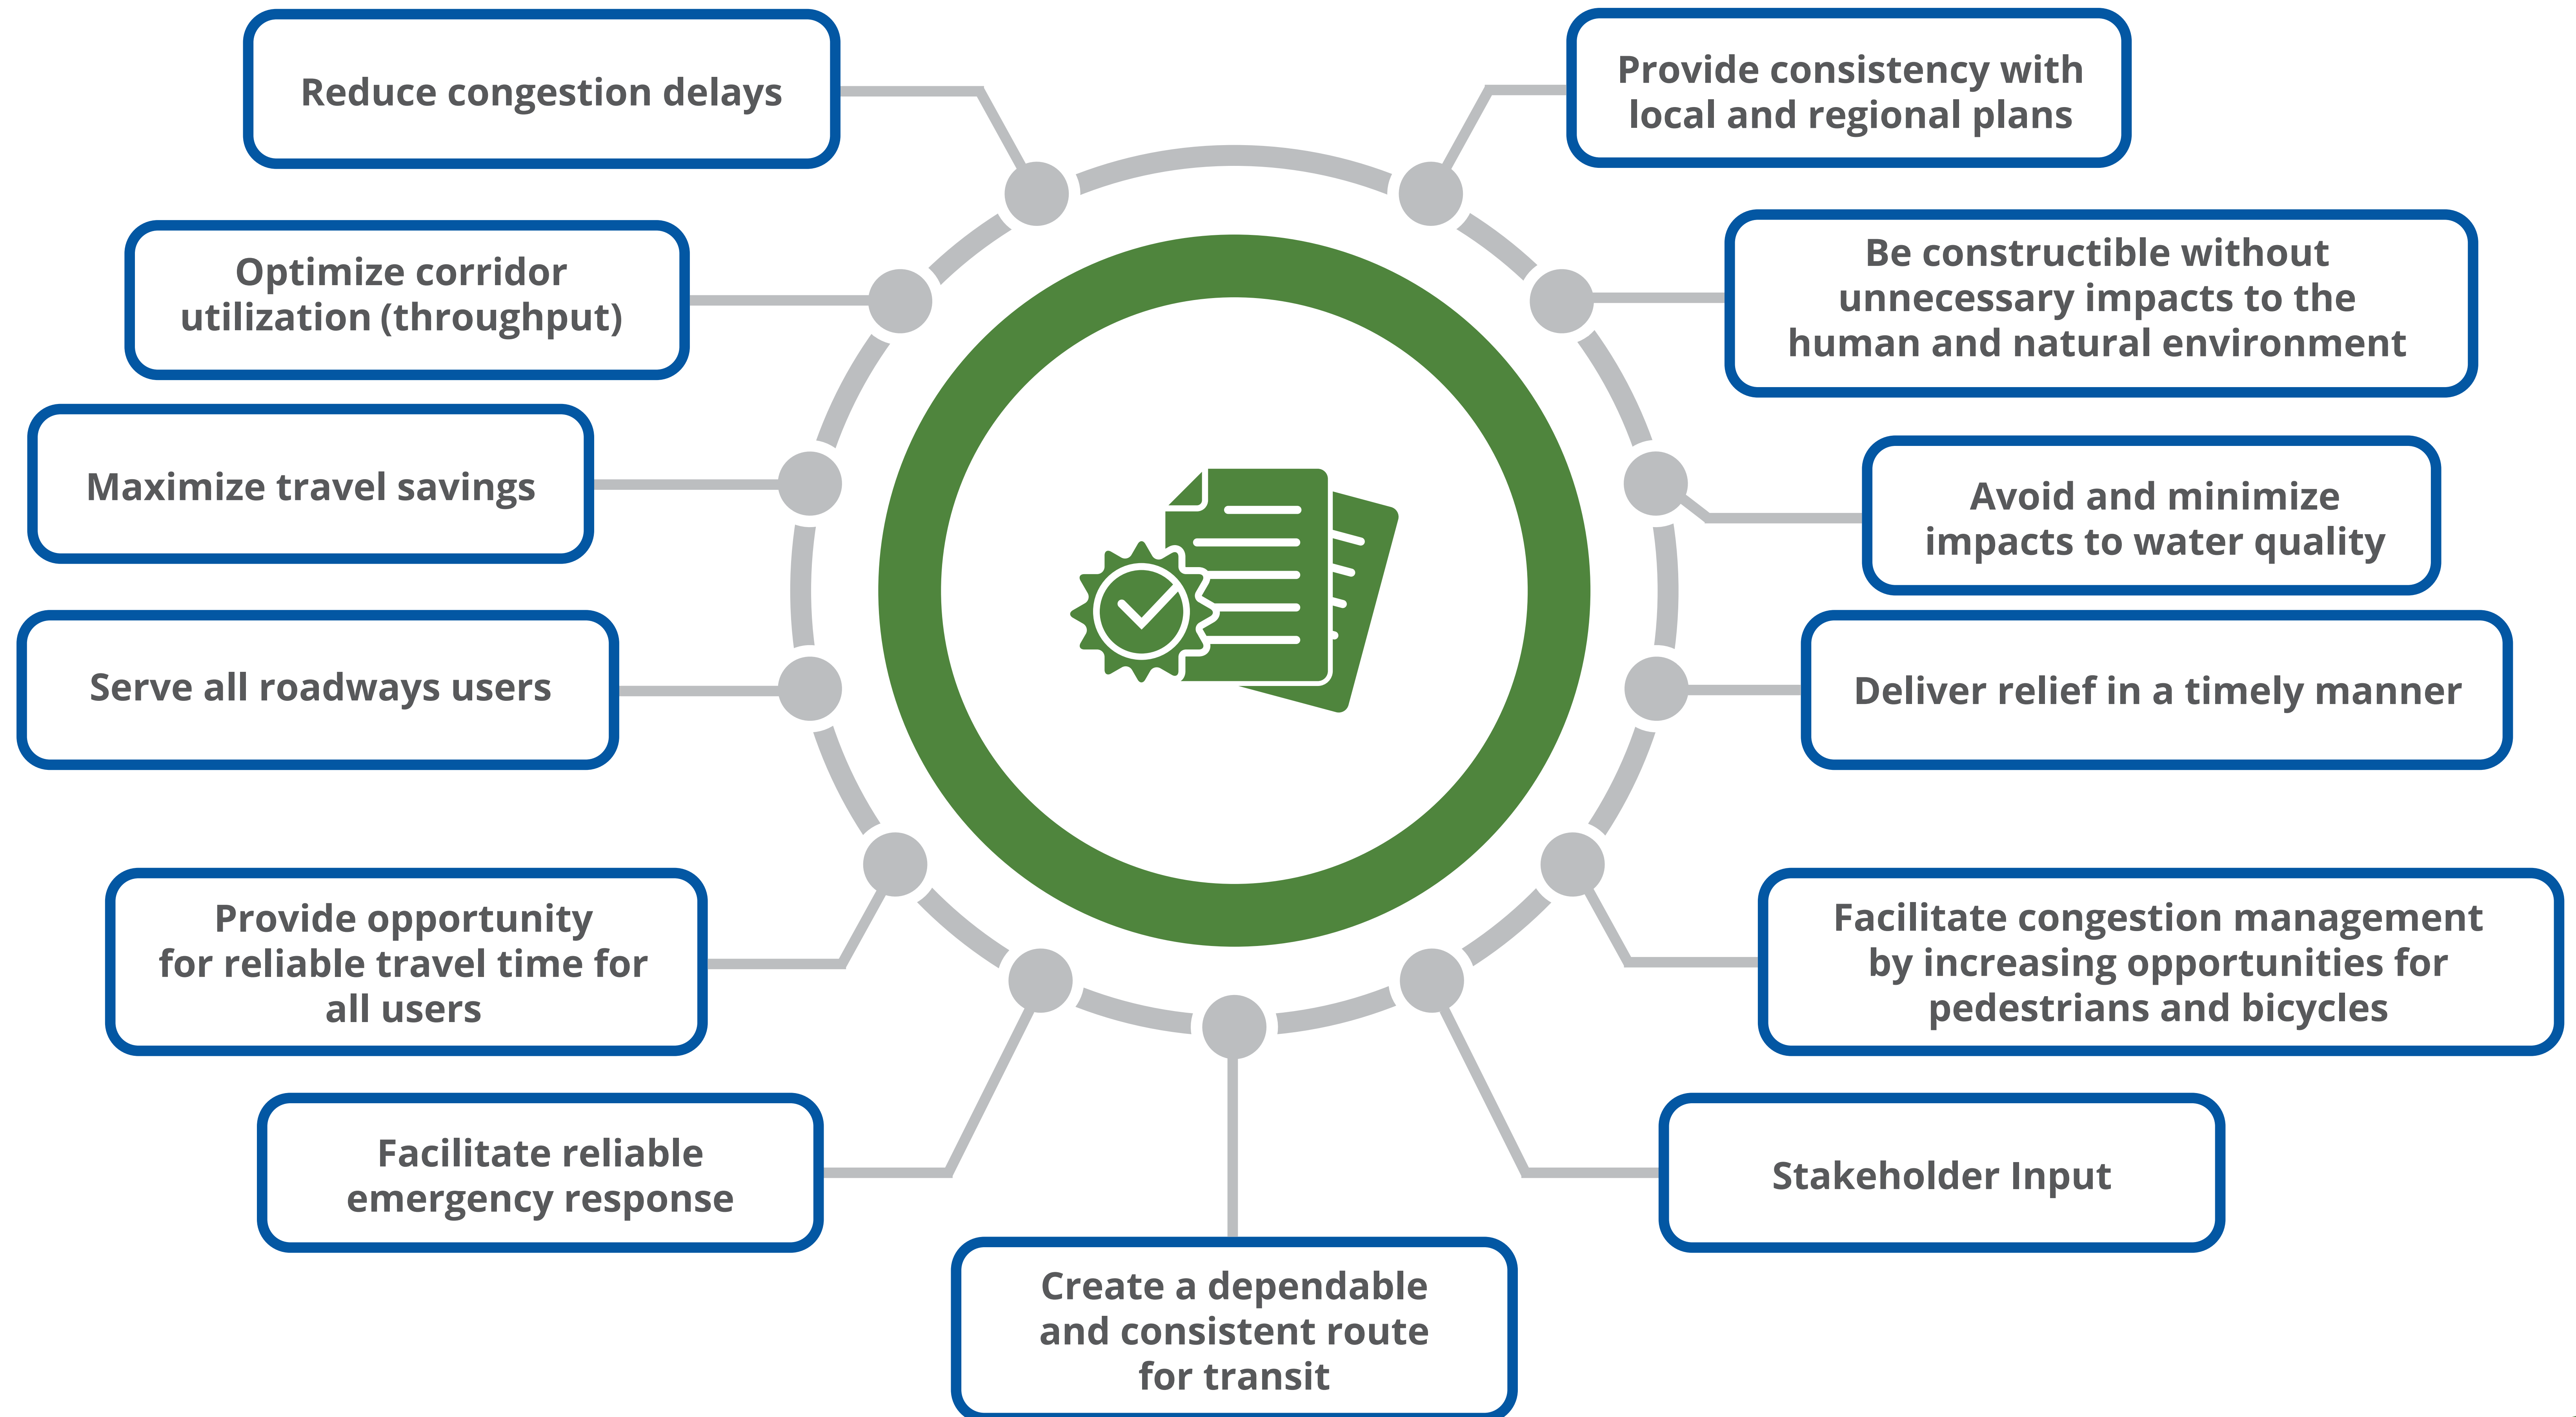 Reduce congestion delays
Optimize corridor
utilization (throughput)
Maximize travel savings
Serve all roadways users
Provide opportunity
for reliable travel time for
all users
Facilitate reliable
emergency response
Create a dependable
and consistent route
for transit
Provide consistency with
local and regional plans
Be constructible without
unnecessary impacts to the
human and natural environment
Avoid and minimize
impacts to water quality
Deliver relief in a timely manner
Facilitate congestion management
by increasing opportunities for
pedestrians and bicycles
Stakeholder Input